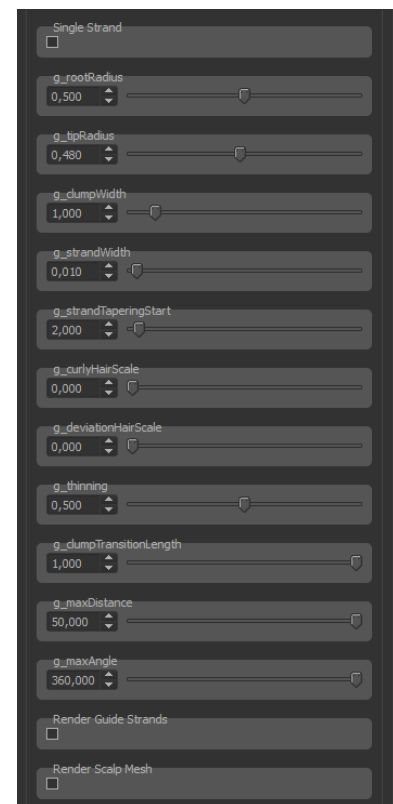 Single Strand
g_rootRadius
0,500
g_tipRadius
0,480
g_clumpWidth
1,000
g_strandWidth
0,010
g_strandTaperingStart
2,000
g_curlyHairScale
0,000
g_deviationHairScale
0,000
g_thinning
0,500
g_clumpTransitionLength
1,000
g_maxDistance
50,000
g_maxAngle
360,000
Render Guide Strands
Render Scalp Mesh